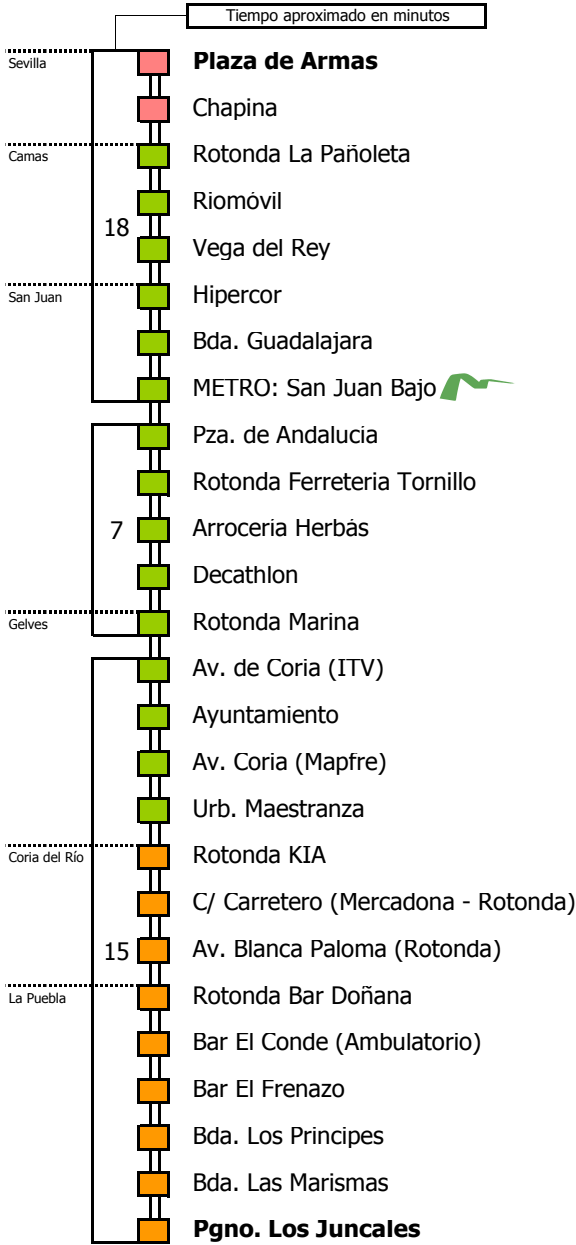 Tiempo aproximado en minutos
Sevilla
Plaza de Armas
Chapina
Camas
Rotonda La Pañoleta
Riomóvil
18
Vega del Rey
San Juan
Hipercor
Bda. Guadalajara
METRO: San Juan Bajo
Pza. de Andalucía
Rotonda Ferreteria Tornillo
7
Arrocería Herbás
Decathlon
Gelves
Rotonda Marina
Av. de Coria (ITV)
Ayuntamiento
Av. Coria (Mapfre)
Urb. Maestranza
Coria del Río
Rotonda KIA
C/ Carretero (Mercadona - Rotonda)
15
Av. Blanca Paloma (Rotonda)
La Puebla
Rotonda Bar Doñana
Bar El Conde (Ambulatorio)
Bar El Frenazo
Bda. Los Principes
Bda. Las Marismas
Pgno. Los Juncales